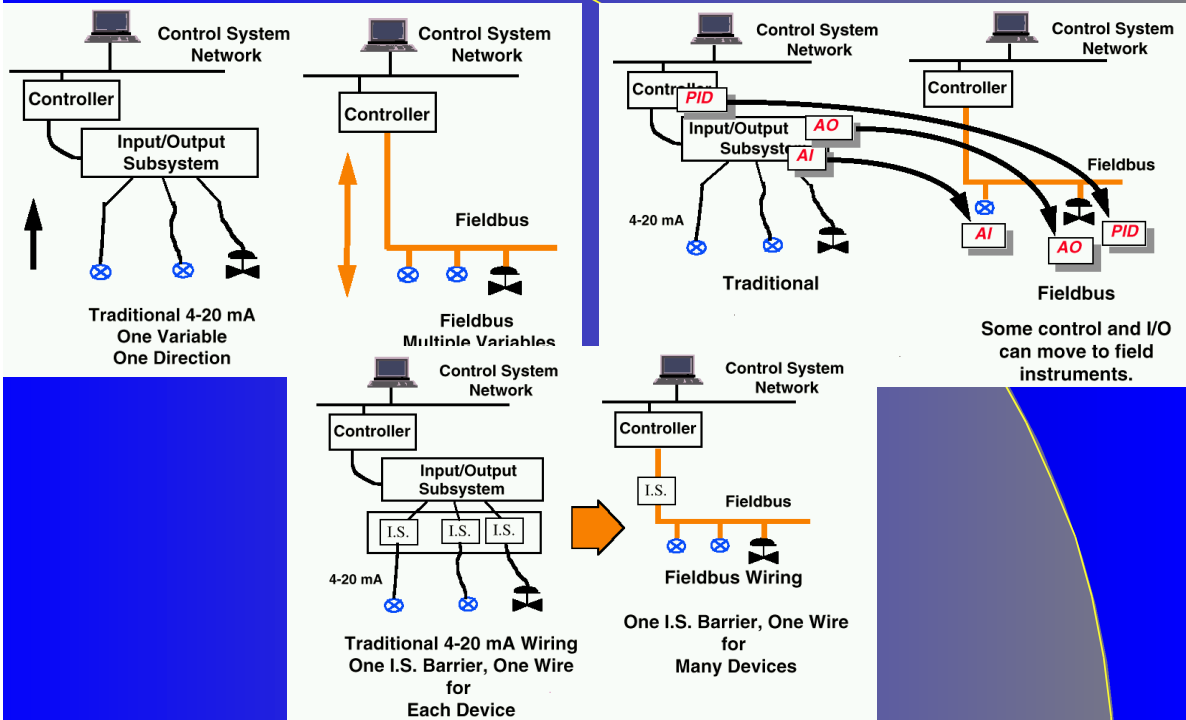 Control System
Network
Controller
Input/Output
Subsystem
Traditional 4-20 mA
One Variable
One Direction
Control System
Network
Controller
Fieldbus
Fieldbus
Multiple Variables
Control System
Network
PID
Input/Output
AO
Subsystem
AI
4-20 mA
Traditional
Control System
Network
Controller
Fieldbus
AI
AO
PID
Fieldbus
Some control and I/O
can move to field
instruments.
Control System
Network
Controller
Input/Output
Subsystem
I.S.
I.S.
I.S.
4-20 mA
Traditional 4-20 mA Wiring
One I.S. Barrier, One Wire
for
Each Device
Control System
Network
Controller
I.S.
Fieldbus
Fieldbus Wiring
One I.S. Barrier, One Wire
for
Many Devices